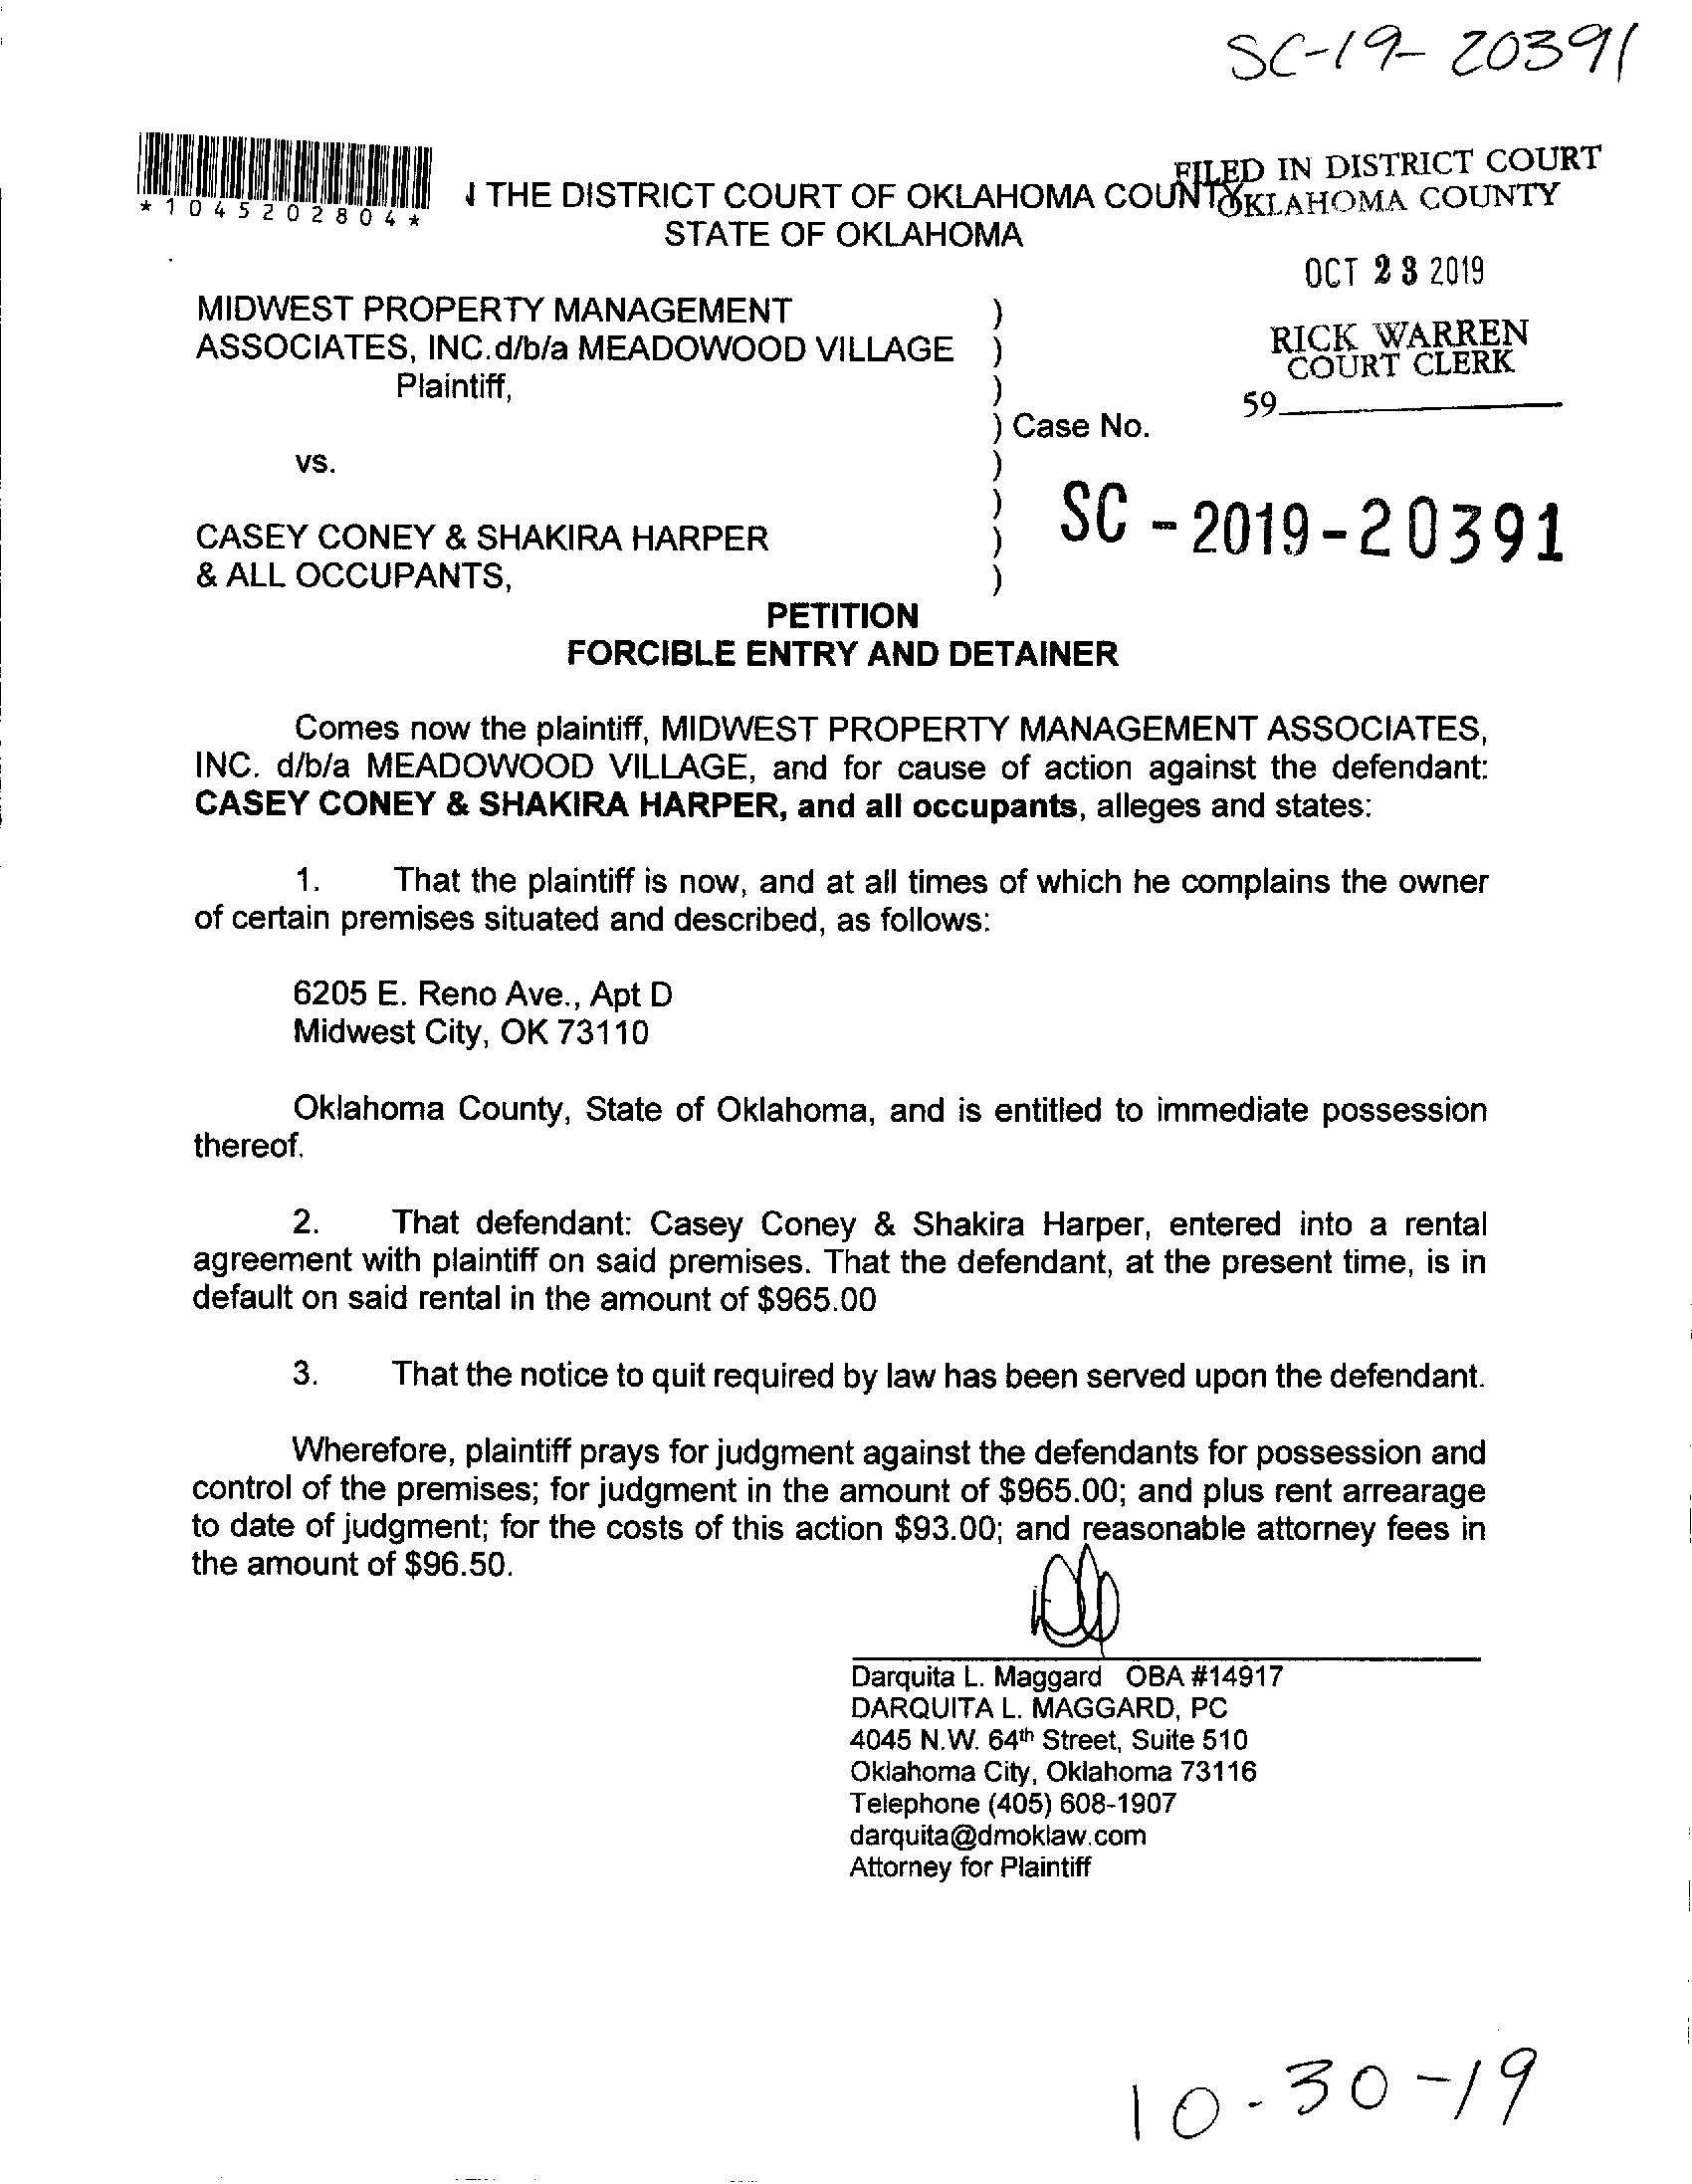 SC-19-20391
*1045202804*
THE DISTRICT COURT OF OKLAHOMA COUNTY
STATE OF OKLAHOMA
FILED IN DISTRICT COURT
OKLAHOMA COUNTY
OCT 23 2019
RICK WARREN
COURT CLERK
59
MIDWEST PROPERTY MANAGEMENT )
ASSOCIATES, INC.d/b/a MEADOWOOD VILLAGE )
Plaintiff, )
) Case No.
vs. )
)
SC - 2019-20391
CASEY CONEY & SHAKIRA HARPER )
& ALL OCCUPANTS, )
PETITION
FORCIBLE ENTRY AND DETAINER
Comes now the plaintiff, MIDWEST PROPERTY MANAGEMENT ASSOCIATES,
INC. d/b/a MEADOWOOD VILLAGE, and for cause of action against the defendant:
CASEY CONEY & SHAKIRA HARPER, and all occupants, alleges and states:
1. That the plaintiff is now, and at all times of which he complains the owner
of certain premises situated and described, as follows:
6205 E. Reno Ave., Apt D
Midwest City, OK 73110
Oklahoma County, State of Oklahoma, and is entitled to immediate possession
thereof.
2. That defendant: Casey Coney & Shakira Harper, entered into a rental
agreement with plaintiff on said premises. That the defendant, at the present time, is in
default on said rental in the amount of $965.00
3. That the notice to quit required by law has been served upon the defendant.
Wherefore, plaintiff prays for judgment against the defendants for possession and
control of the premises; for judgment in the amount of $965.00; and plus rent arrearage
to date of judgment; for the costs of this action $93.00; and reasonable attorney fees in
the amount of $96.50.
Darquita L. Maggard OBA #14917
DARQUITA L. MAGGARD, PC
4045 N.W. 64th Street, Suite 510
Oklahoma City, Oklahoma 73116
Telephone (405) 608-1907
darquita@dmoklaw.com
Attorney for Plaintiff
10-30-19